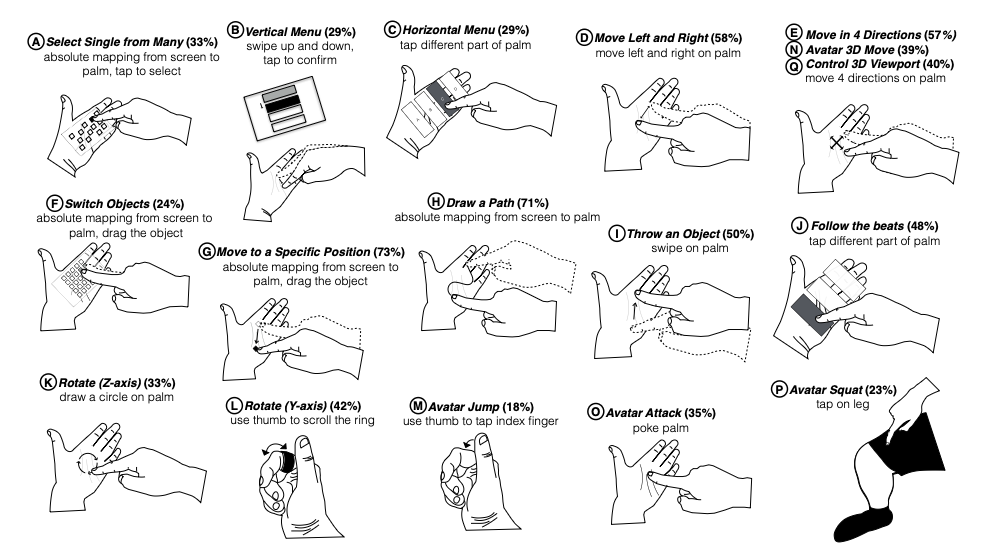 A Select Single from Many (33%)
absolute mapping from screen to
palm, tap to select
B Vertical Menu (29%)
swipe up and down,
tap to confirm
C Horizontal Menu (29%)
tap different part of palm
D Move Left and Right (58%)
move left and right on palm
E Move in 4 Directions (57%)
N Avatar 3D Move (39%)
Q Control 3D Viewport (40%)
move 4 directions on palm
F Switch Objects (24%)
absolute mapping from screen to
palm, drag the object
G Move to a Specific Position (73%)
absolute mapping from screen to
palm, drag the object
H Draw a Path (71%)
absolute mapping from screen to palm
I Throw an Object (50%)
swipe on palm
J Follow the beats (48%)
tap different part of palm
K Rotate (Z-axis) (33%)
draw a circle on palm
L Rotate (Y-axis) (42%)
use thumb to scroll the ring
M Avatar Jump (18%)
use thumb to tap index finger
O Avatar Attack (35%)
poke palm
P Avatar Squat (23%)
tap on leg